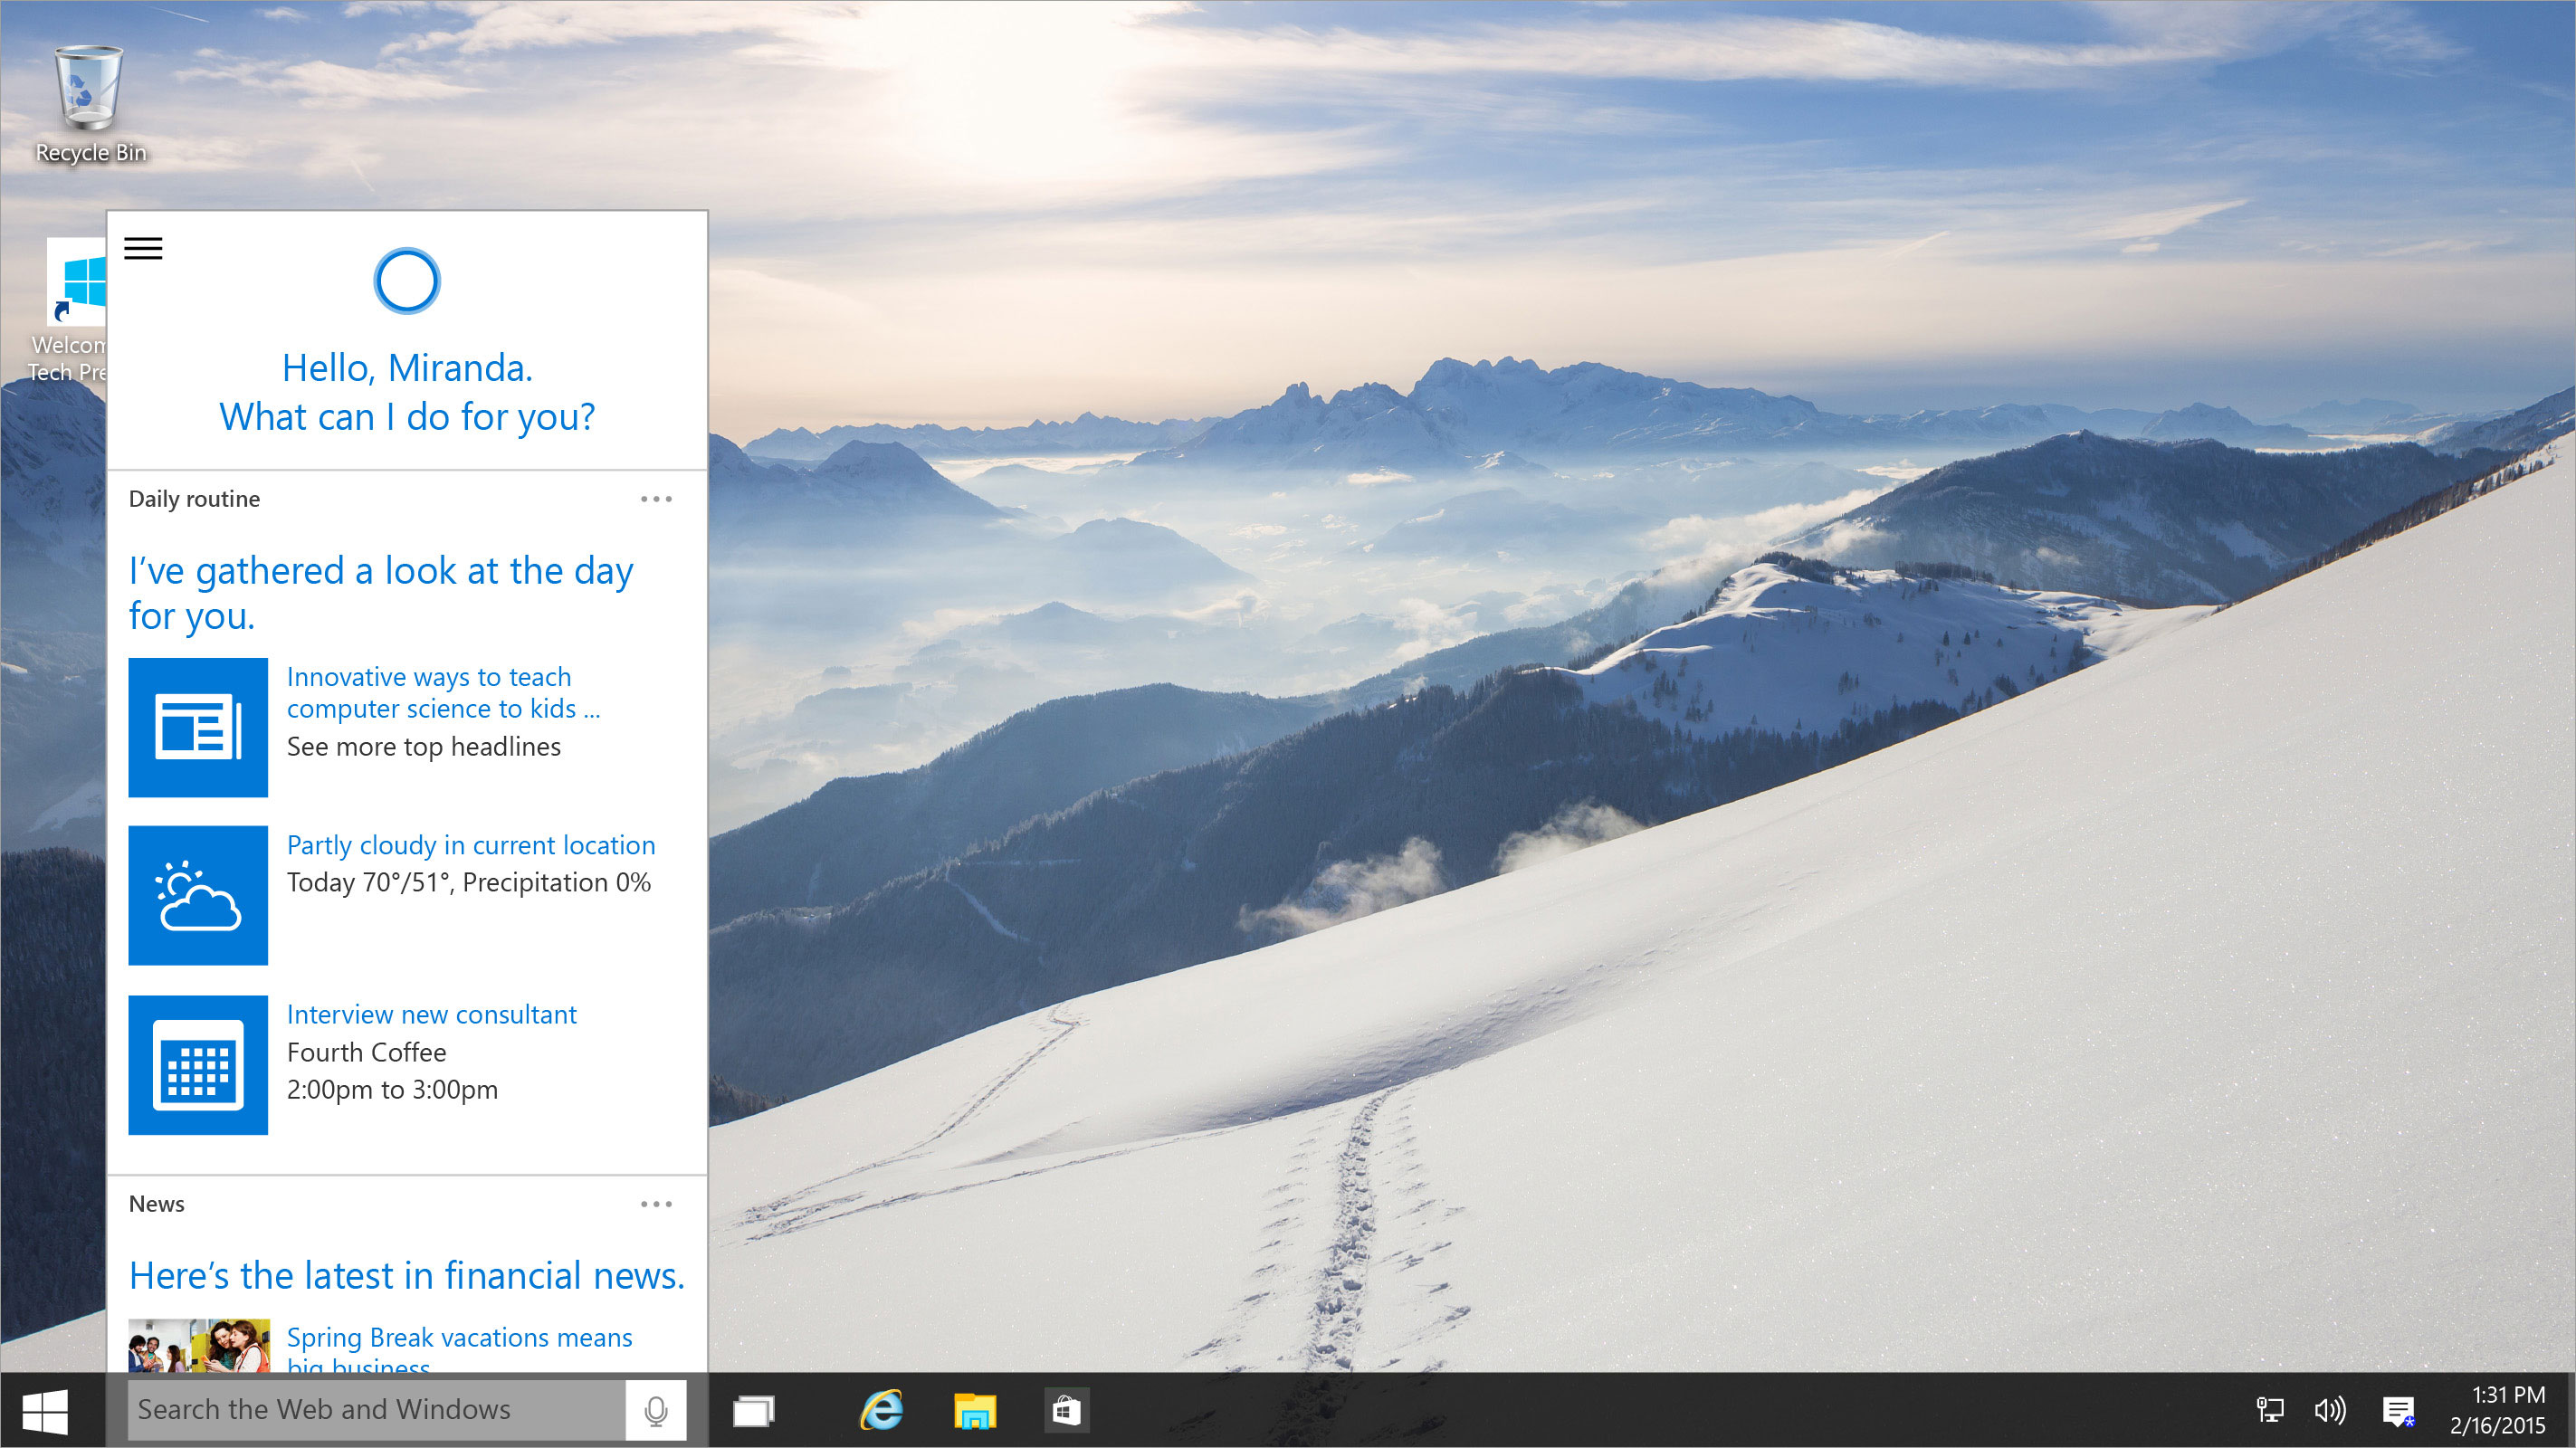 Recycle Bin
Welcom
Tech Pre
Hello, Miranda.
What can I do for you?
Daily routine
I’ve gathered a look at the day
for you.
Innovative ways to teach
computer science to kids ...
See more top headlines
Partly cloudy in current location
Today 70°/51°, Precipitation 0%
Interview new consultant
Fourth Coffee
2:00pm to 3:00pm
News
Here’s the latest in financial news.
Spring Break vacations means
big business
Search the Web and Windows
1:31 PM
2/16/2015